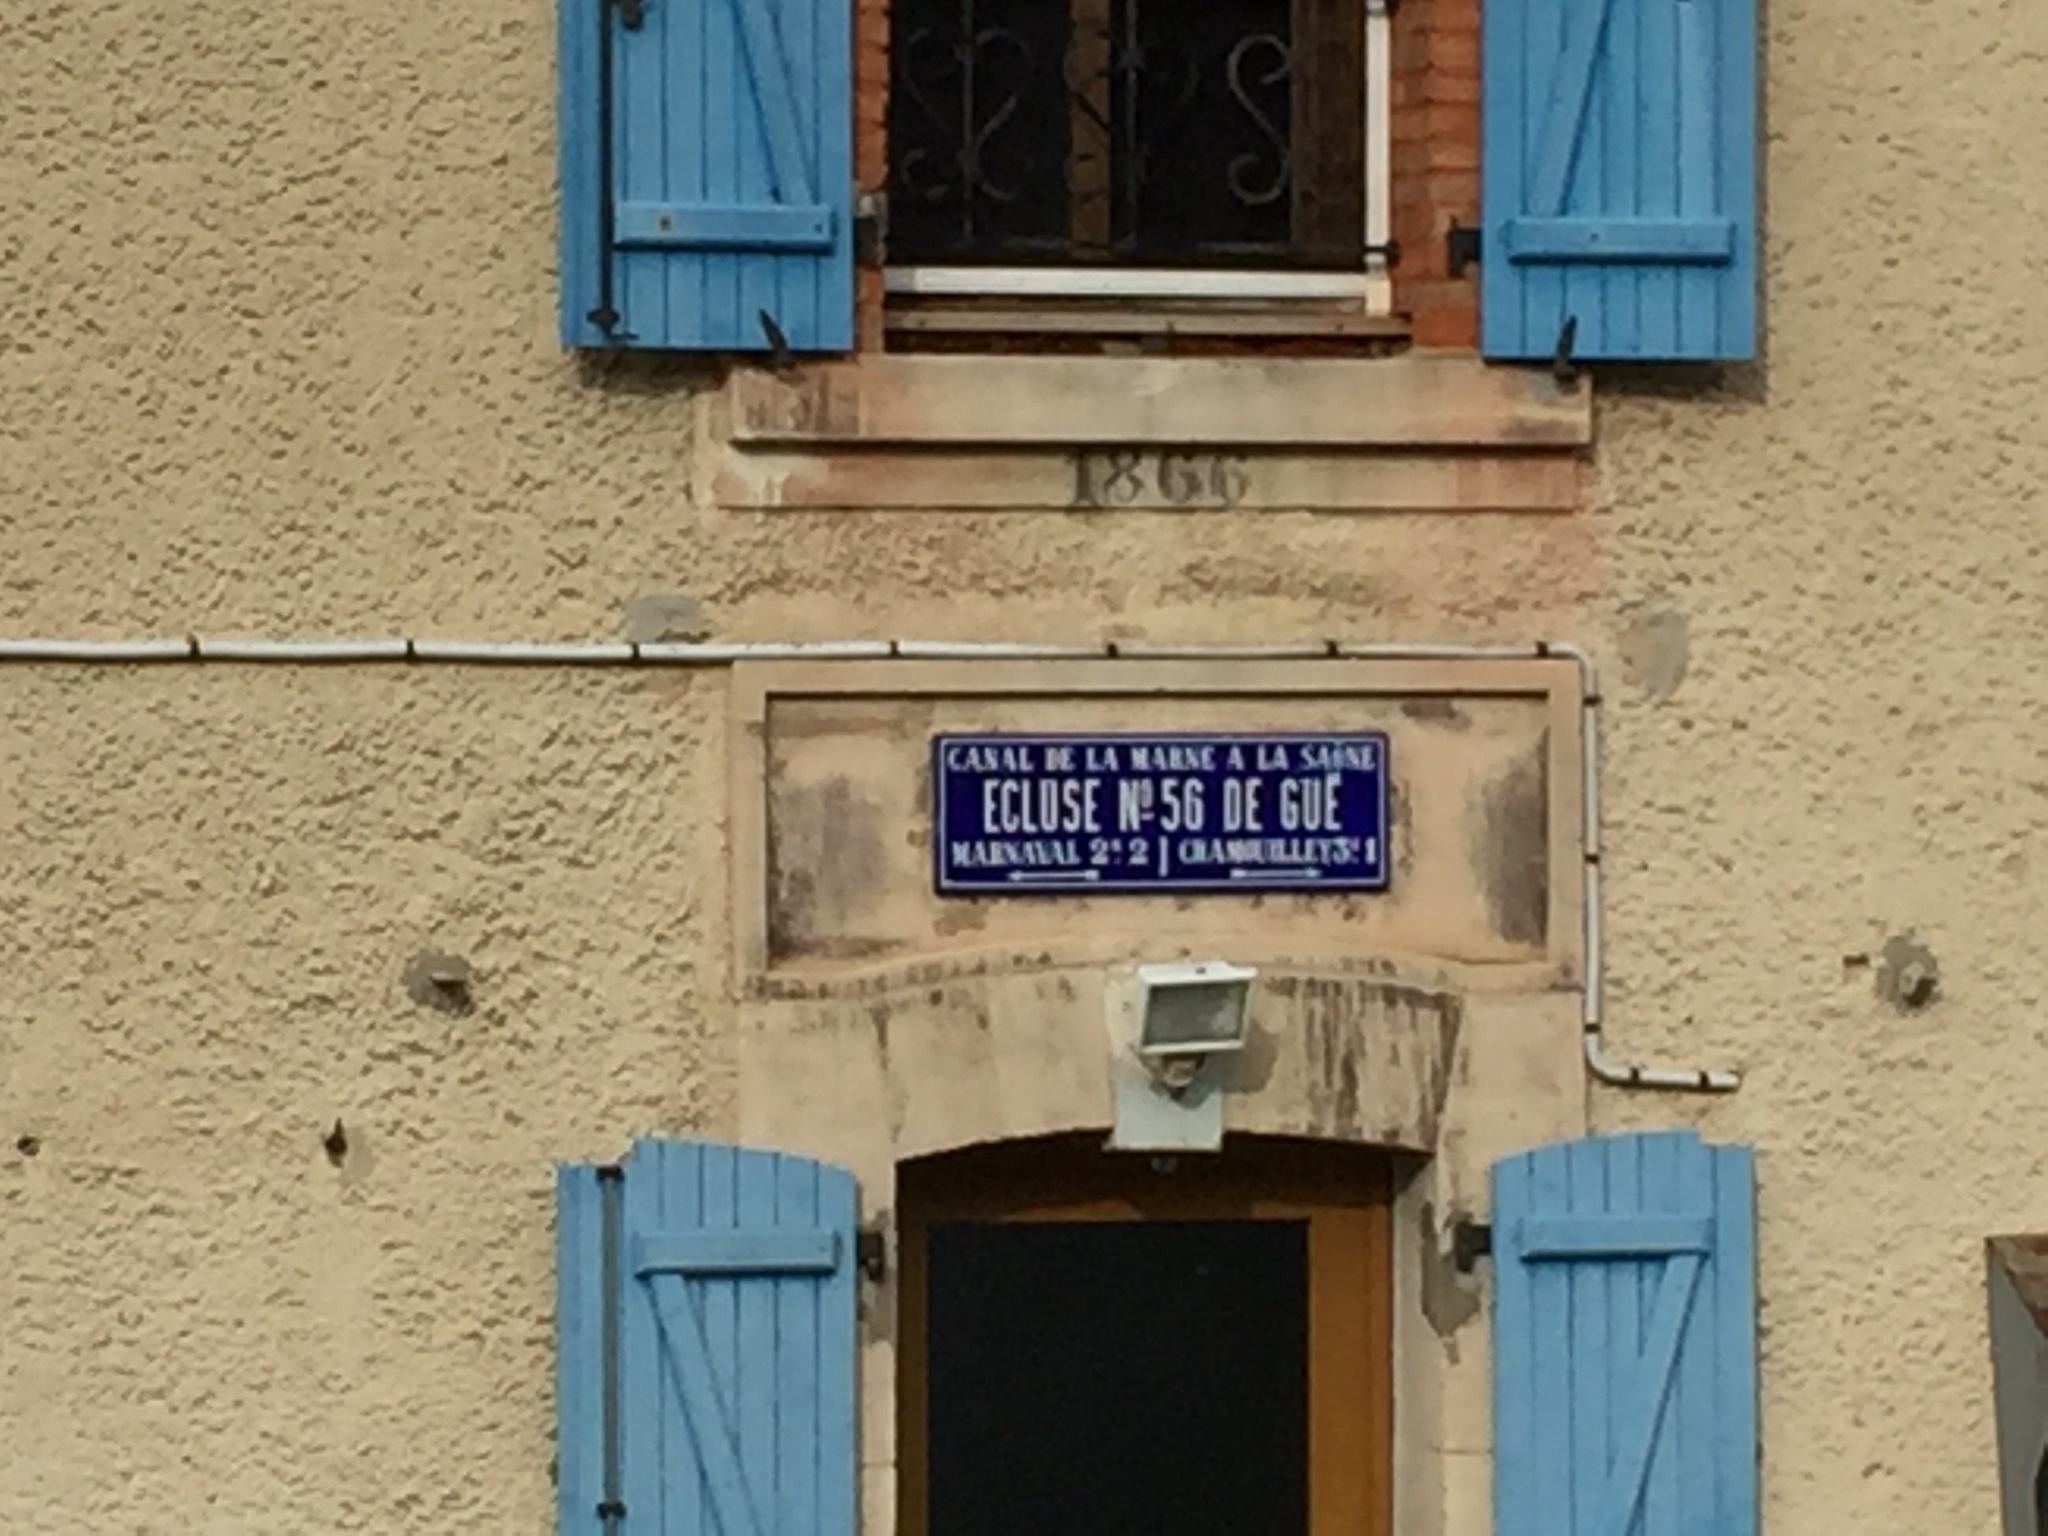 1866
CANAL DE LA MARNE A LA SAÔNE
ECLUSE Nº 56 DE GUÉ
MARNAVAL 2ᴷ 2 | CHAMOUILLEY 3ᴷ 1
← →